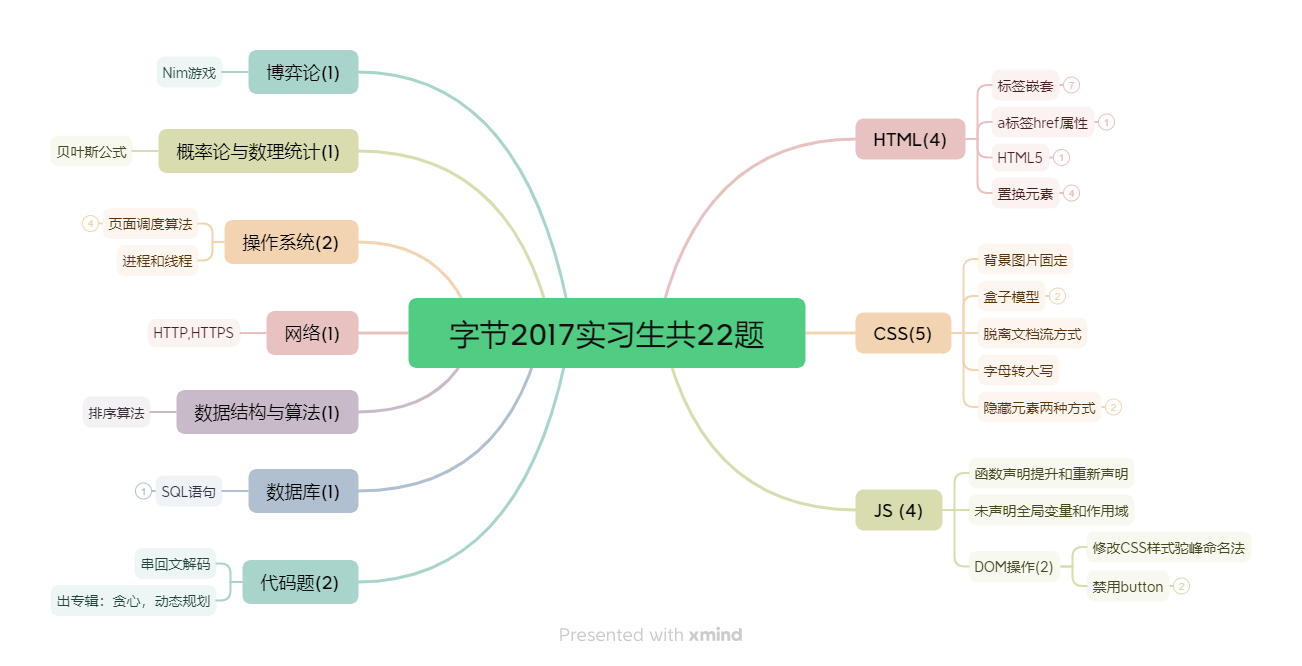 字节2017实习生共22题
博弈论(1)
Nim游戏
概率论与数理统计(1)
贝叶斯公式
操作系统(2)
页面调度算法
4
进程和线程
网络(1)
HTTP,HTTPS
数据结构与算法(1)
排序算法
数据库(1)
SQL语句
1
代码题(2)
串回文解码
出专辑：贪心，动态规划
HTML(4)
标签嵌套
7
a标签href属性
1
HTML5
1
置换元素
4
CSS(5)
背景图片固定
盒子模型
2
脱离文档流方式
字母转大写
隐藏元素两种方式
2
JS (4)
函数声明提升和重新声明
未声明全局变量和作用域
DOM操作(2)
修改CSS样式驼峰命名法
禁用button
2
Presented with xmind